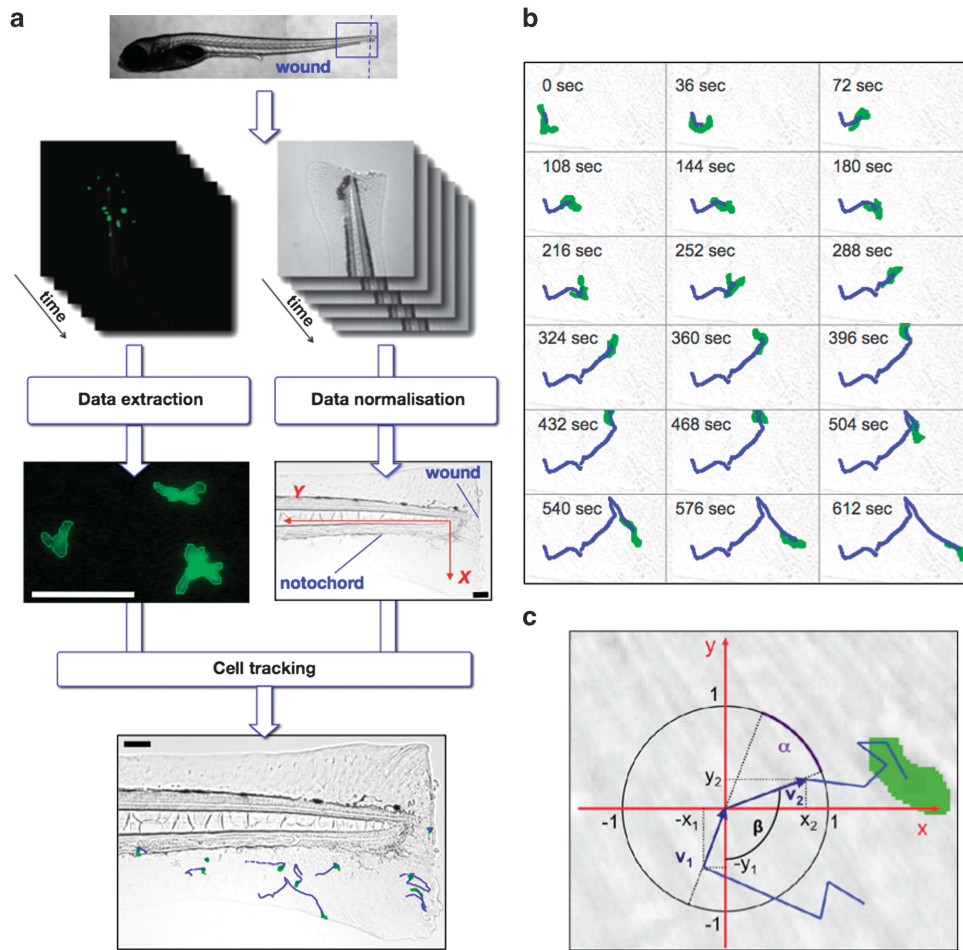 a
wound
time
time
Data extraction
Data normalisation
wound
Y
notochord
X
Cell tracking
b
0 sec
36 sec
72 sec
108 sec
144 sec
180 sec
216 sec
252 sec
288 sec
324 sec
360 sec
396 sec
432 sec
468 sec
504 sec
540 sec
576 sec
612 sec
c
y
1
α
y₂
v₂
-1
-x₁
β
x₂
1
x
v₁
-y₁
-1